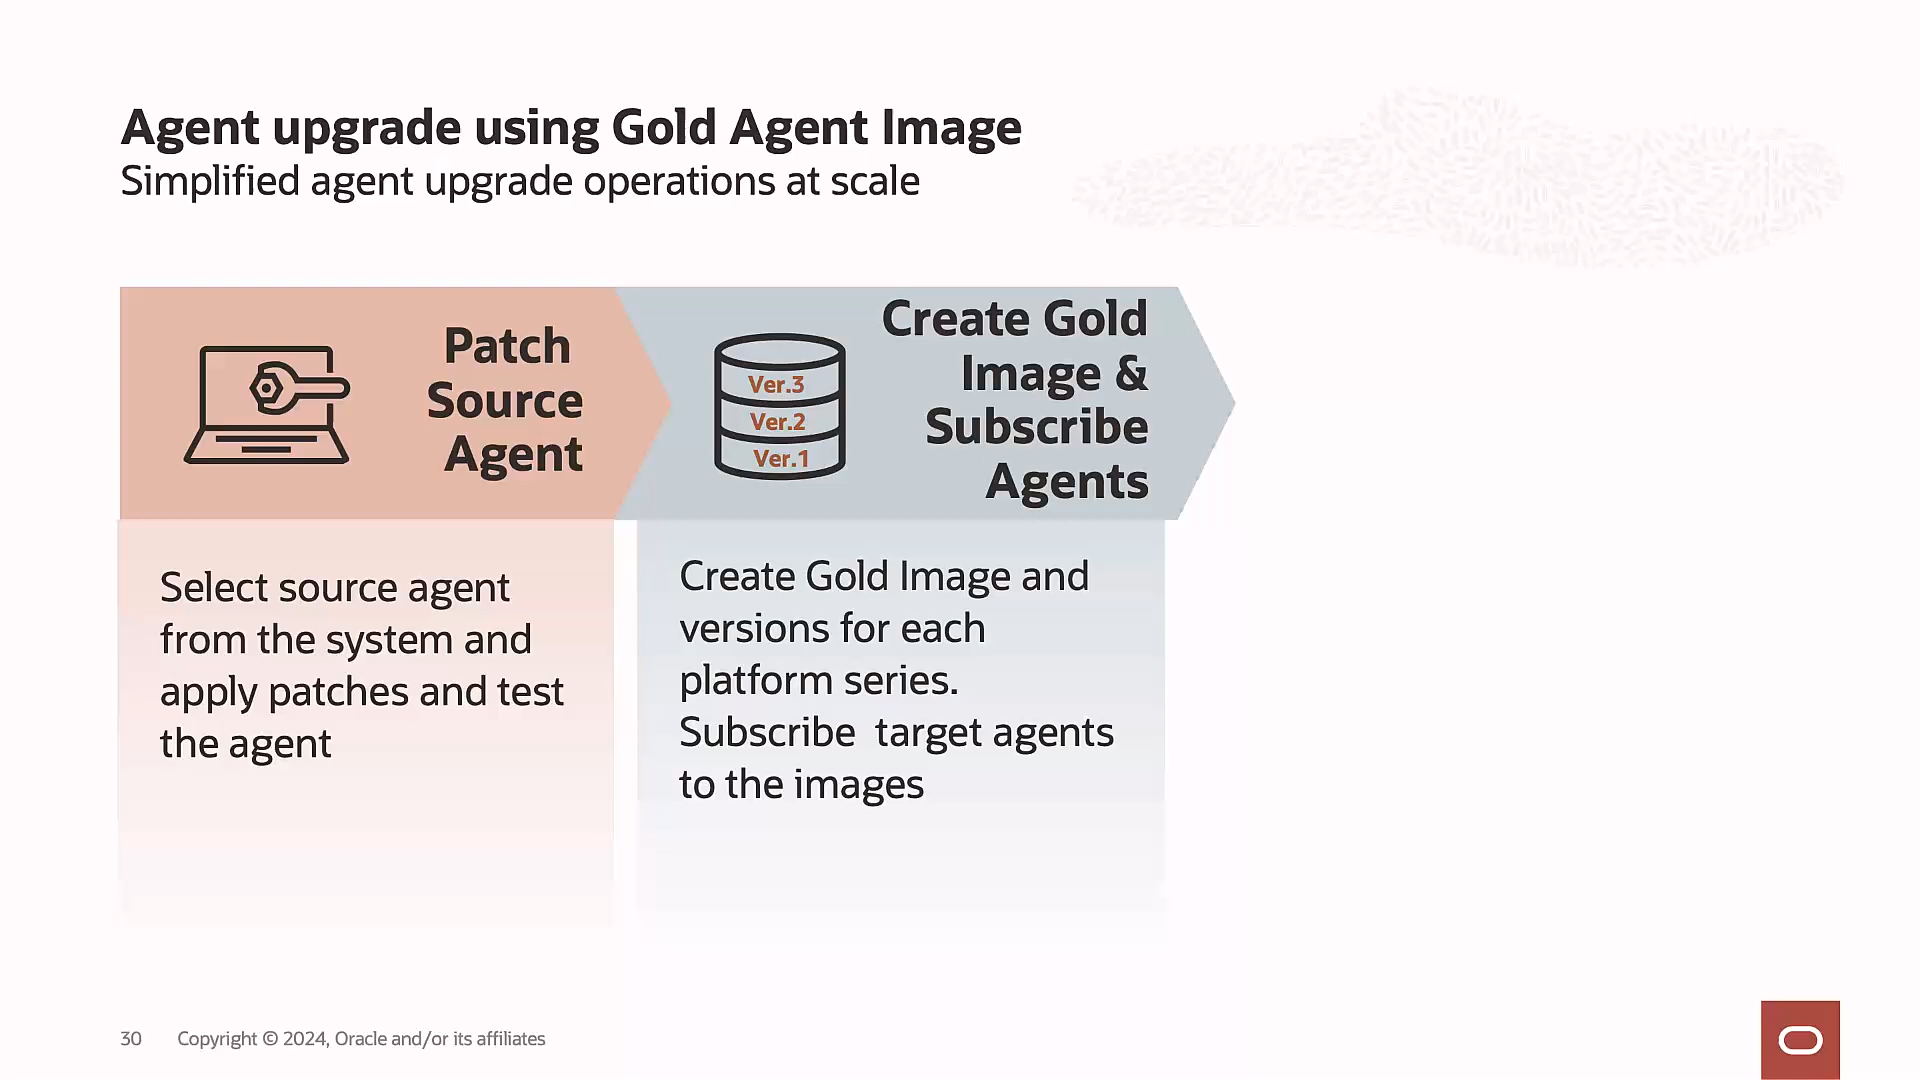 Agent upgrade using Gold Agent Image
Simplified agent upgrade operations at scale
Patch
Source
Agent
Ver.3
Ver.2
Ver.1
Create Gold
Image &
Subscribe
Agents
Select source agent
from the system and
apply patches and test
the agent
Create Gold Image and
versions for each
platform series.
Subscribe  target agents
to the images
30 Copyright © 2024, Oracle and/or its affiliates